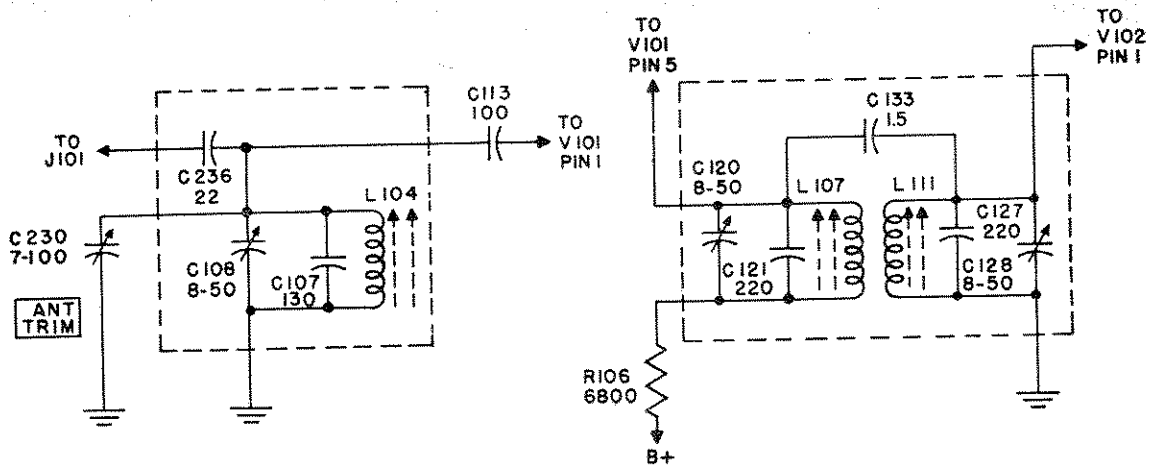 TO
J101
C236
22
C113
100
TO
V101
PIN 1
L104
C230
7-100
C108
8-50
C107
130
ANT
TRIM
TO
V101
PIN 5
TO
V102
PIN 1
C133
1.5
C120
8-50
L107
L111
C127
220
C121
220
C128
8-50
R106
6800
B+